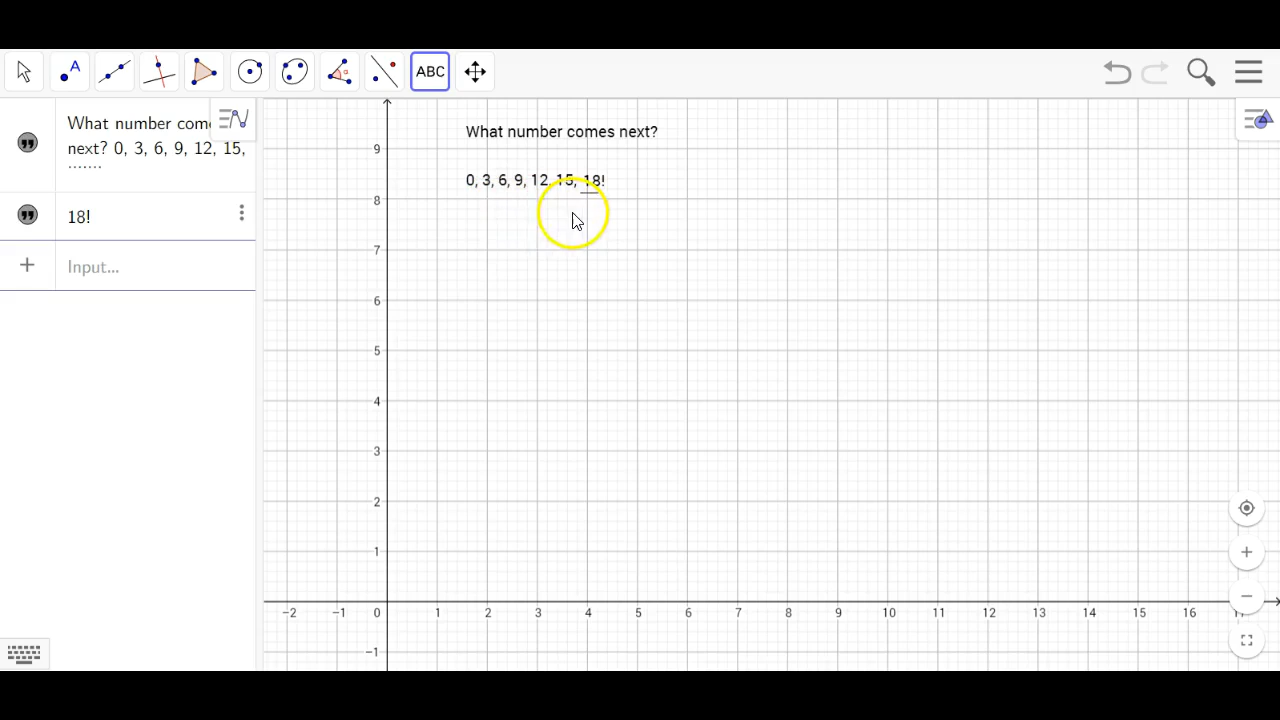 A
α
ABC
What number com
next? 0, 3, 6, 9, 12, 15,
.......
18!
Input...
What number comes next?
0, 3, 6, 9, 12, 15, 18!
9
8
7
6
5
4
3
2
1
−2 −1 0 1 2 3 4 5 6 7 8 9 10 11 12 13 14 15 16
−1